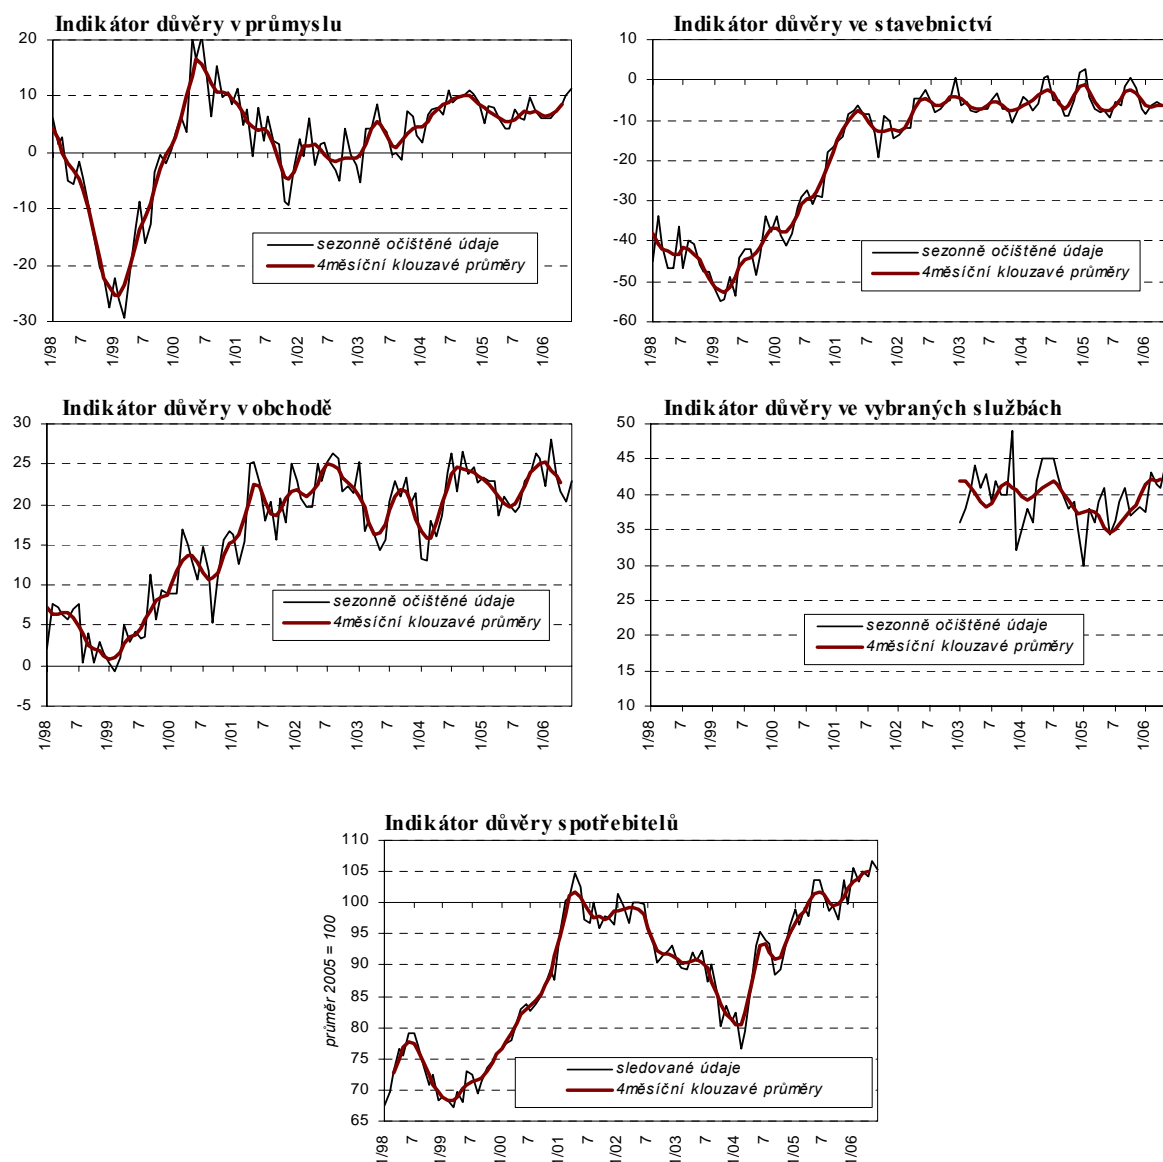 Indikátor důvěry v průmyslu
20
10
0
-10
-20
-30
sezonně očištěné údaje
4měsíční klouzavé průměry
1/98 7 1/99 7 1/00 7 1/01 7 1/02 7 1/03 7 1/04 7 1/05 7 1/06
Indikátor důvěry ve stavebnictví
10
0
-10
-20
-30
-40
-50
-60
sezonně očištěné údaje
4měsíční klouzavé průměry
1/98 7 1/99 7 1/00 7 1/01 7 1/02 7 1/03 7 1/04 7 1/05 7 1/06
Indikátor důvěry v obchodě
30
25
20
15
10
5
0
-5
sezonně očištěné údaje
4měsíční klouzavé průměry
1/98 7 1/99 7 1/00 7 1/01 7 1/02 7 1/03 7 1/04 7 1/05 7 1/06
Indikátor důvěry ve vybraných službách
50
45
40
35
30
25
20
15
10
sezonně očištěné údaje
4měsíční klouzavé průměry
1/98 7 1/99 7 1/00 7 1/01 7 1/02 7 1/03 7 1/04 7 1/05 7 1/06
Indikátor důvěry spotřebitelů
110
105
100
95
90
85
80
75
70
65
průměr 2005 = 100
sledované údaje
4měsíční klouzavé průměry
1/98 7 1/99 7 1/00 7 1/01 7 1/02 7 1/03 7 1/04 7 1/05 7 1/06